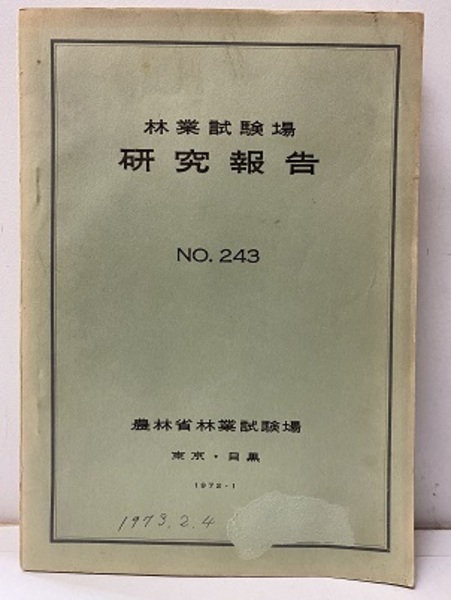 林業試験場
研究報告
NO. 243
農林省林業試験場
東京・目黒
1972・1
1973.2.4